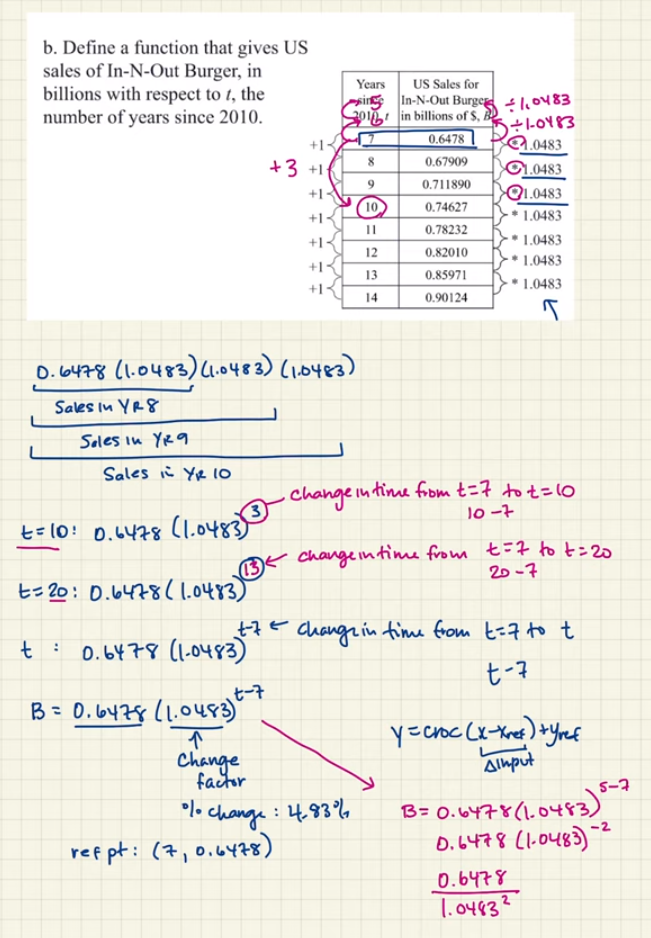 b. Define a function that gives US
sales of In-N-Out Burger, in
billions with respect to t, the
number of years since 2010.
Years
since
2010, t
US Sales for
In-N-Out Burger
in billions of $, B
5
6
÷1.0483
÷1.0483
+1 7 0.6478 * 1.0483
+3 +1 8 0.67909 * 1.0483
+1 9 0.711890 * 1.0483
+1 10 0.74627 * 1.0483
+1 11 0.78232 * 1.0483
+1 12 0.82010 * 1.0483
+1 13 0.85971 * 1.0483
14 0.90124
0.6478 (1.0483)(1.0483)(1.0483)
Sales in YR 8
Sales in YR 9
Sales in YR 10
t=10: 0.6478 (1.0483)^3 change in time from t=7 to t=10
10-7
t=20: 0.6478 (1.0483)^13 change in time from t=7 to t=20
20-7
t : 0.6478 (1.0483)^t-7 change in time from t=7 to t
t-7
B = 0.6478 (1.0483)^t-7
Change
factor
% change: 4.83%
ref pt: (7, 0.6478)
y = croc (x-xref) + yref
Δinput
B = 0.6478 (1.0483)^5-7
0.6478 (1.0483)^-2
0.6478
1.0483^2